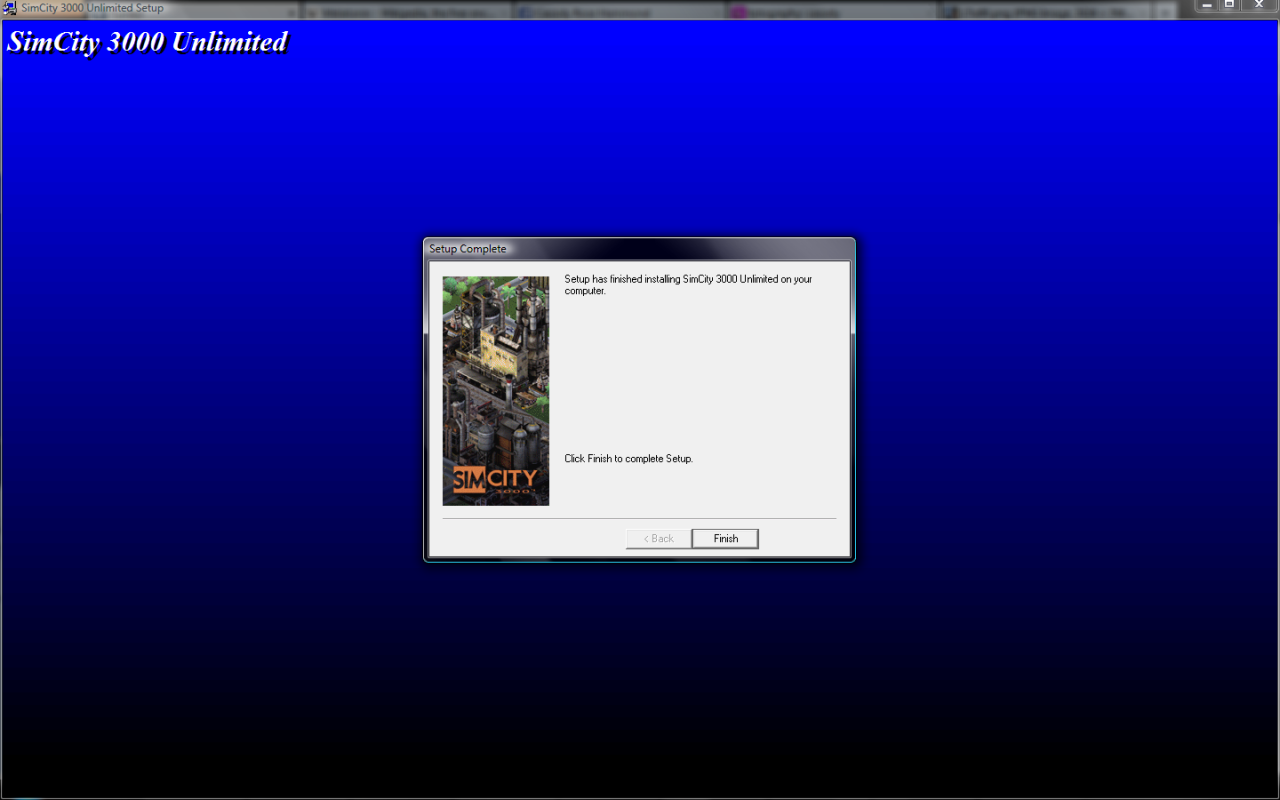 SimCity 3000 Unlimited Setup
SimCity 3000 Unlimited
Setup Complete
Setup has finished installing SimCity 3000 Unlimited on your
computer.
Click Finish to complete Setup.
SIMCITY
3000
< Back
Finish